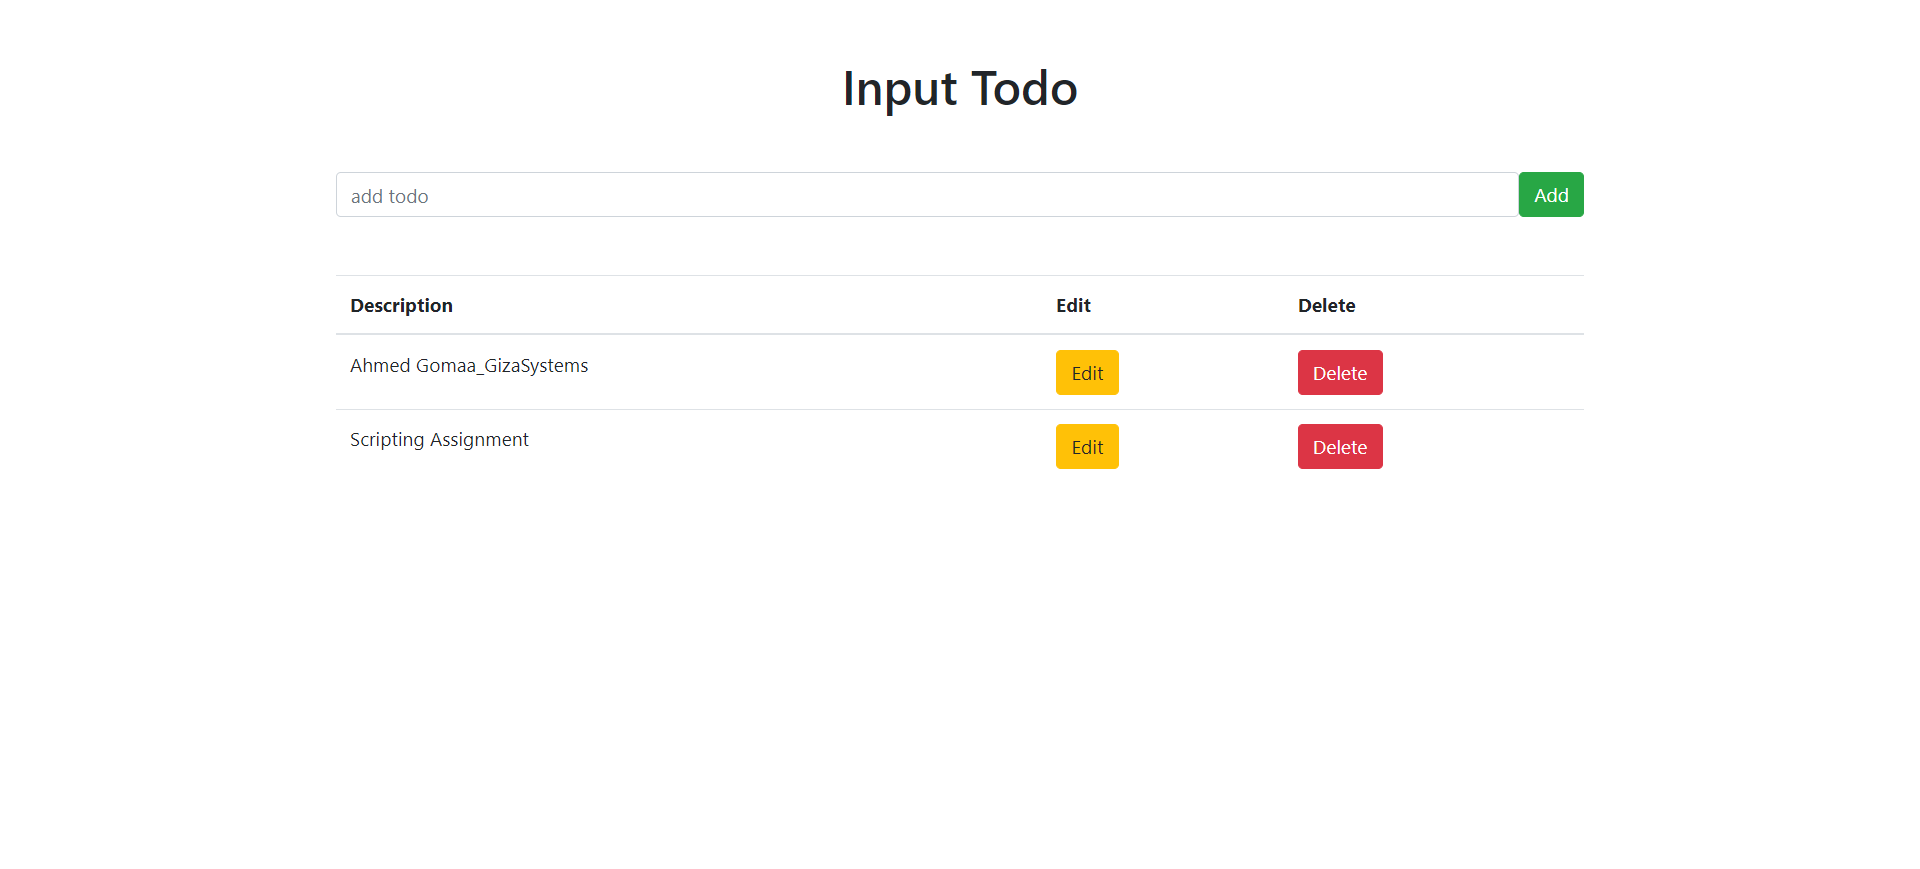 Input Todo
add todo Add
Description Edit Delete
Ahmed Gomaa_GizaSystems Edit Delete
Scripting Assignment Edit Delete